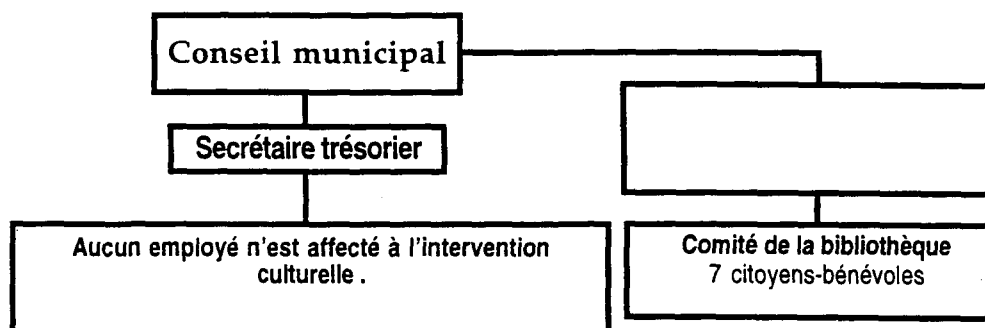 Conseil municipal
Secrétaire trésorier
Aucun employé n'est affecté à l'intervention
culturelle .
Comité de la bibliothèque
7 citoyens-bénévoles